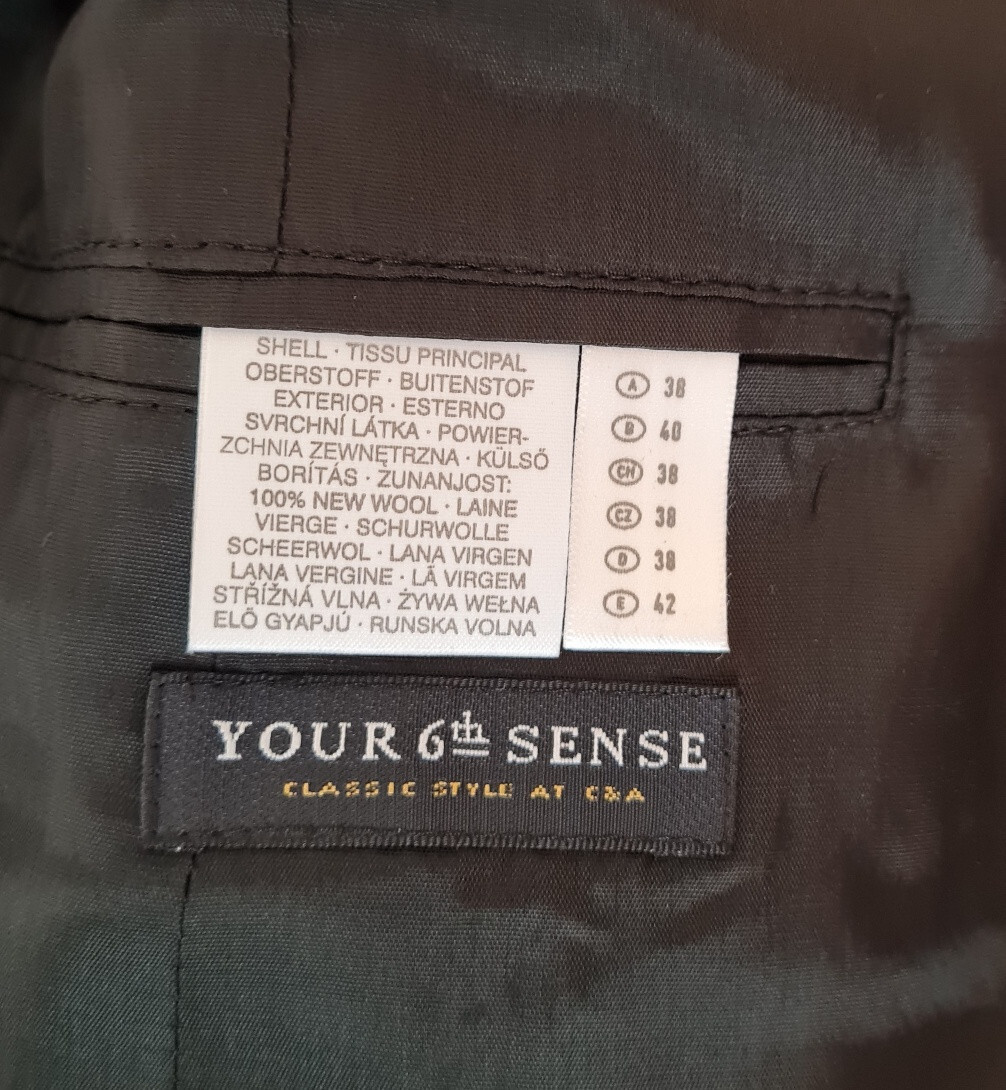 SHELL · TISSU PRINCIPAL
OBERSTOFF · BUITENSTOF
EXTERIOR · ESTERNO
SVRCHNÍ LÁTKA · POWIER-
ZCHNIA ZEWNĘTRZNA · KÜLSŐ
BORÍTÁS · ZUNANJOST:
100% NEW WOOL · LAINE
VIERGE · SCHURWOLLE
SCHEERWOL · LANA VIRGEN
LANA VERGINE · LÃ VIRGEM
STŘÍŽNÁ VLNA · ŻYWA WEŁNA
ELŐ GYAPJÚ · RUNSKA VOLNA
A 38
B 40
CH 38
CZ 38
D 38
E 42
YOUR 6th SENSE
CLASSIC STYLE AT C&A